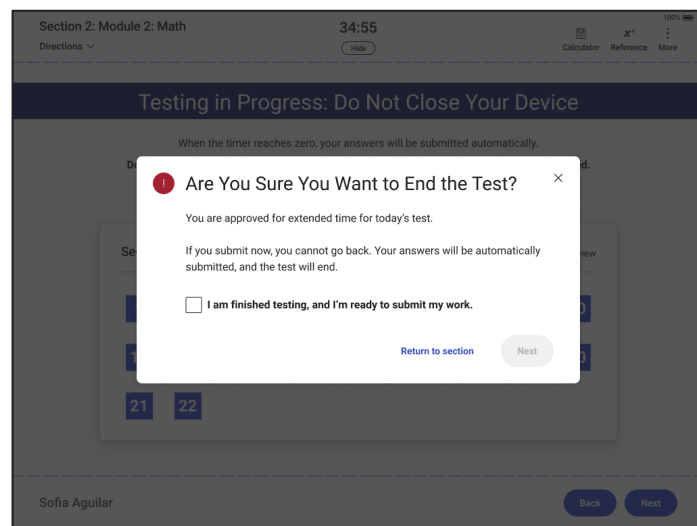 Section 2: Module 2: Math
34:55
100%
Directions
Hide
Calculator
Reference
More
Testing in Progress: Do Not Close Your Device
When the timer reaches zero, your answers will be submitted automatically.
Are You Sure You Want to End the Test?
You are approved for extended time for today's test.
If you submit now, you cannot go back. Your answers will be automatically
submitted, and the test will end.
I am finished testing, and I'm ready to submit my work.
Return to section
Next
21
22
Sofia Aguilar
Back
Next